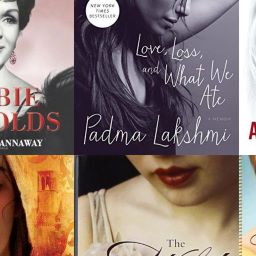 NEW YORK TIMES
BESTSELLER
Love, Loss,
and What We
Ate
A MEMOIR
Padma Lakshmi
BIE
OLDS
ANNAWAY
A
The